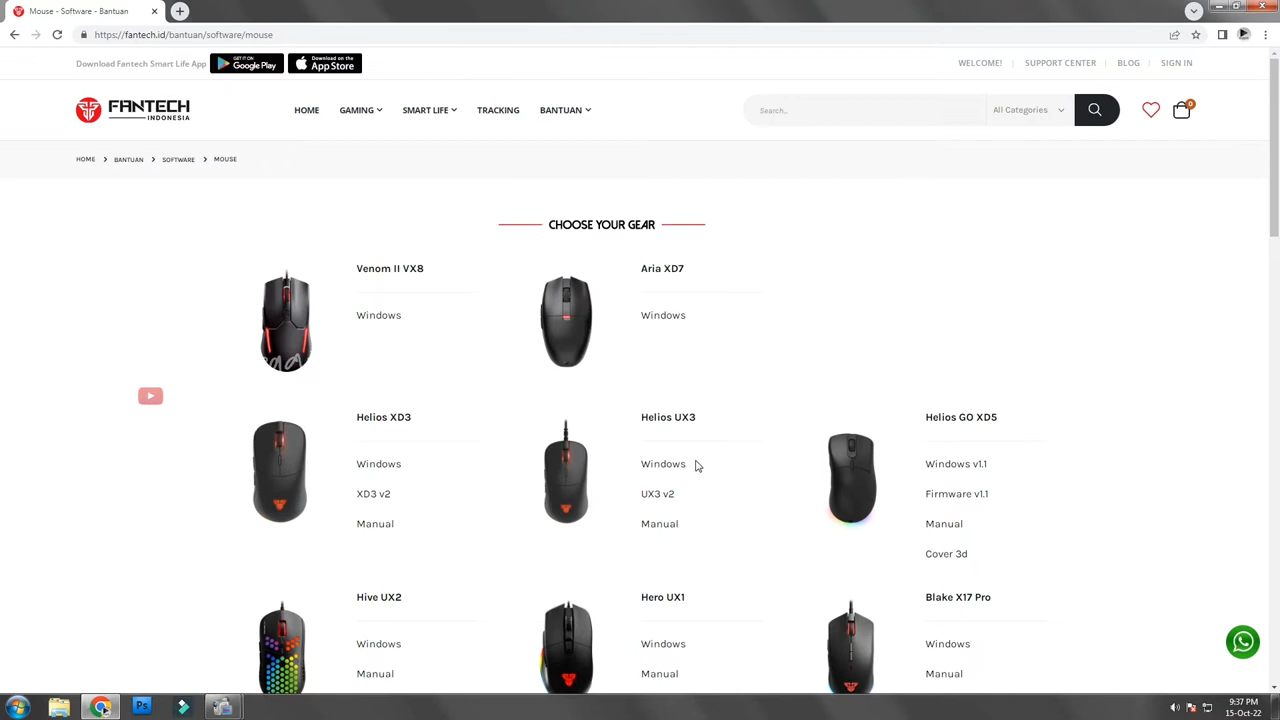 Mouse - Software - Bantuan
https://fantech.id/bantuan/software/mouse
Download Fantech Smart Life App
GET IT ON
Google Play
Download on the
App Store
WELCOME!
SUPPORT CENTER
BLOG
SIGN IN
FANTECH
INDONESIA
HOME
GAMING
SMART LIFE
TRACKING
BANTUAN
Search...
All Categories
0
HOME
BANTUAN
SOFTWARE
MOUSE
CHOOSE YOUR GEAR
Venom II VX8
Windows
Aria XD7
Windows
Helios XD3
Windows
XD3 v2
Manual
Helios UX3
Windows
UX3 v2
Manual
Helios GO XD5
Windows v1.1
Firmware v1.1
Manual
Cover 3d
Hive UX2
Windows
Manual
Hero UX1
Windows
Manual
Blake X17 Pro
Windows
Manual
Ps
9:37 PM
15-Oct-22